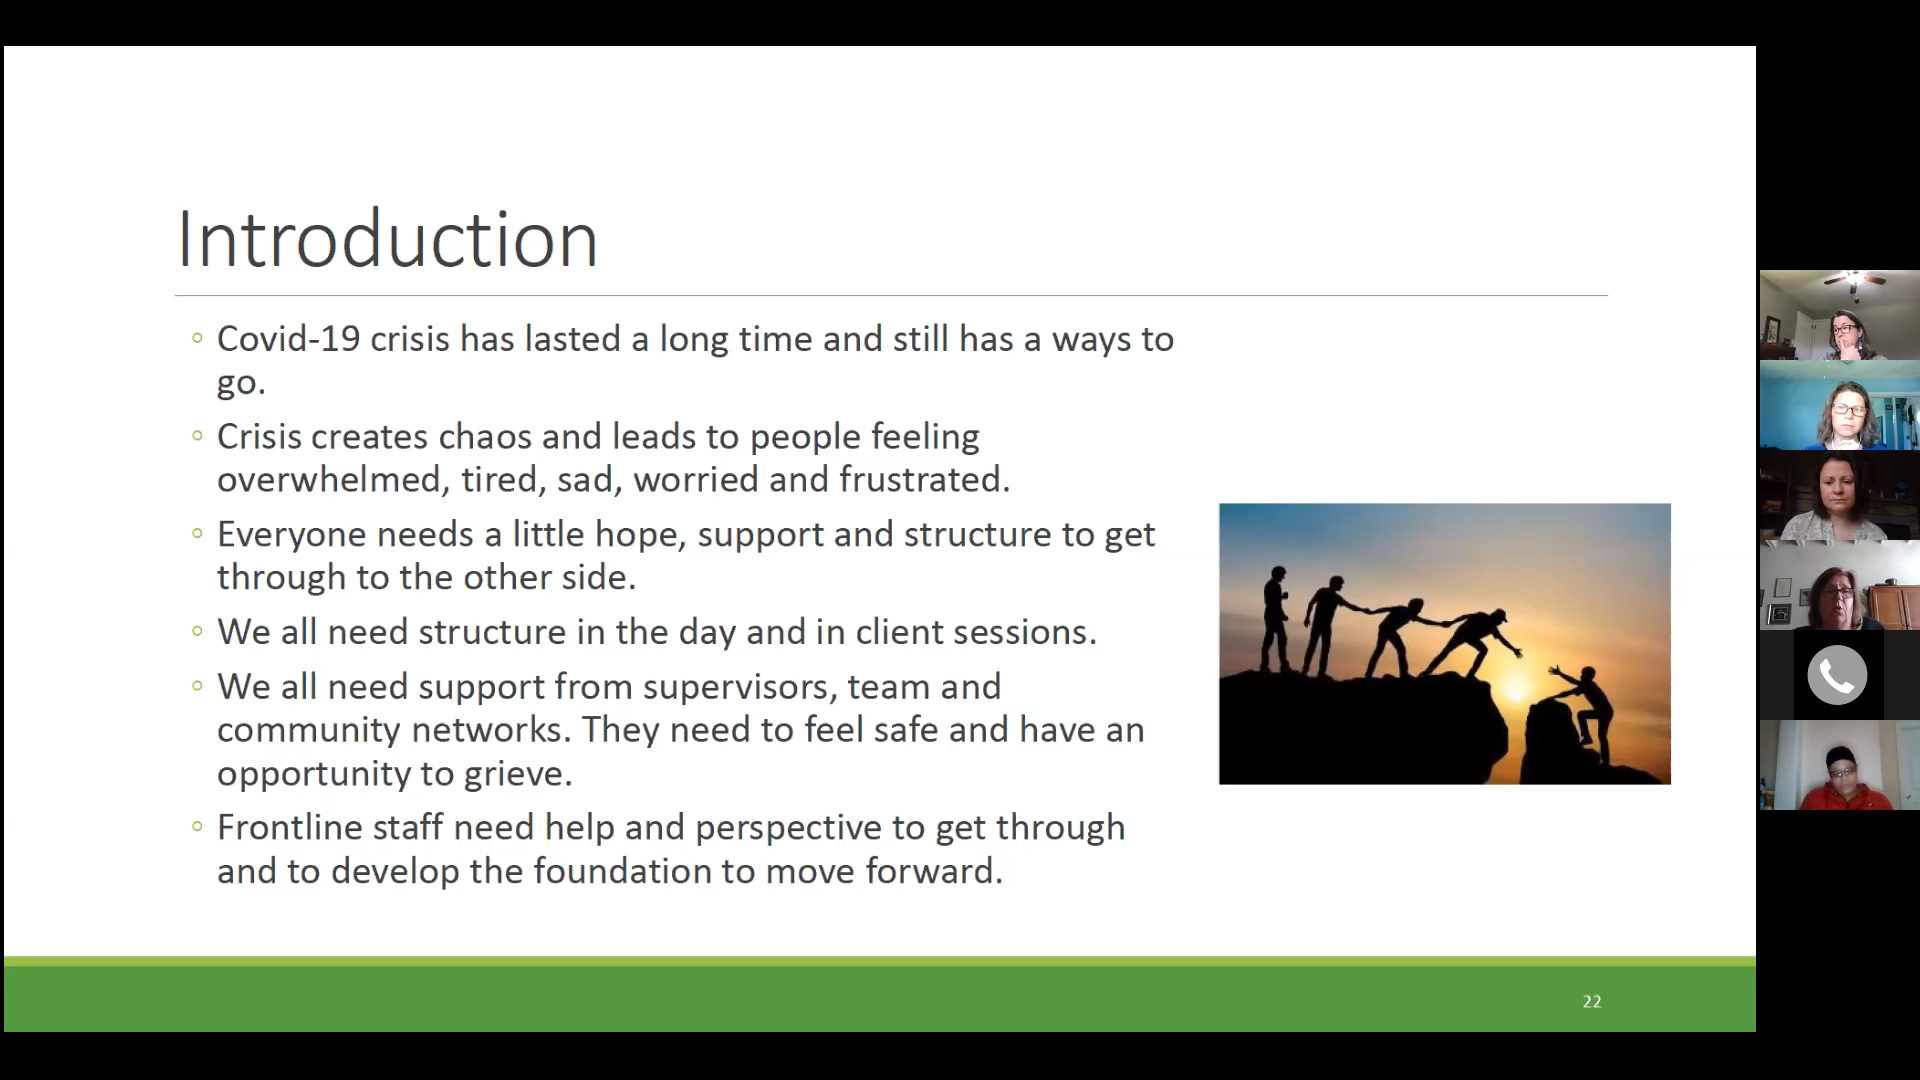 Introduction
◦ Covid-19 crisis has lasted a long time and still has a ways to
go.
◦ Crisis creates chaos and leads to people feeling
overwhelmed, tired, sad, worried and frustrated.
◦ Everyone needs a little hope, support and structure to get
through to the other side.
◦ We all need structure in the day and in client sessions.
◦ We all need support from supervisors, team and
community networks. They need to feel safe and have an
opportunity to grieve.
◦ Frontline staff need help and perspective to get through
and to develop the foundation to move forward.
22